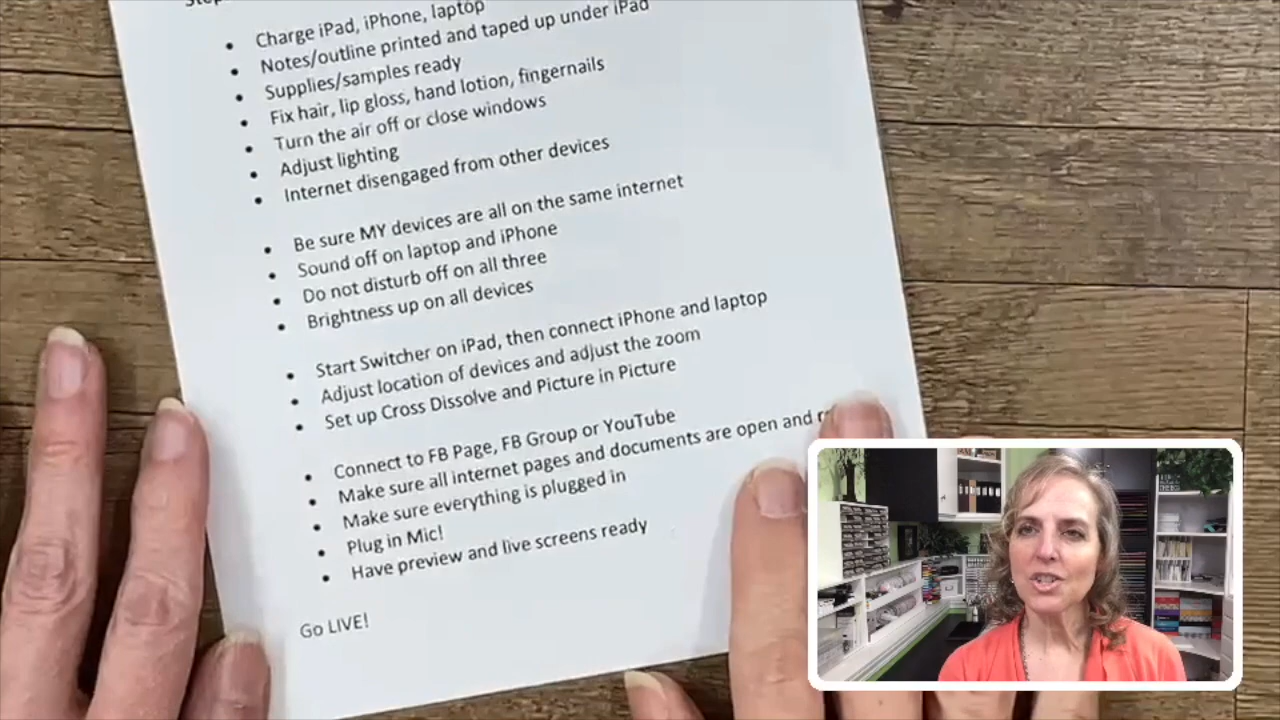 • Charge iPad, iPhone, laptop
• Notes/outline printed and taped up under iPad
• Supplies/samples ready
• Fix hair, lip gloss, hand lotion, fingernails
• Turn the air off or close windows
• Adjust lighting
• Internet disengaged from other devices
• Be sure MY devices are all on the same internet
• Sound off on laptop and iPhone
• Do not disturb off on all three
• Brightness up on all devices
• Start Switcher on iPad, then connect iPhone and laptop
• Adjust location of devices and adjust the zoom
• Set up Cross Dissolve and Picture in Picture
• Connect to FB Page, FB Group or YouTube
• Make sure all internet pages and documents are open and
• Make sure everything is plugged in
• Plug in Mic!
• Have preview and live screens ready
Go LIVE!